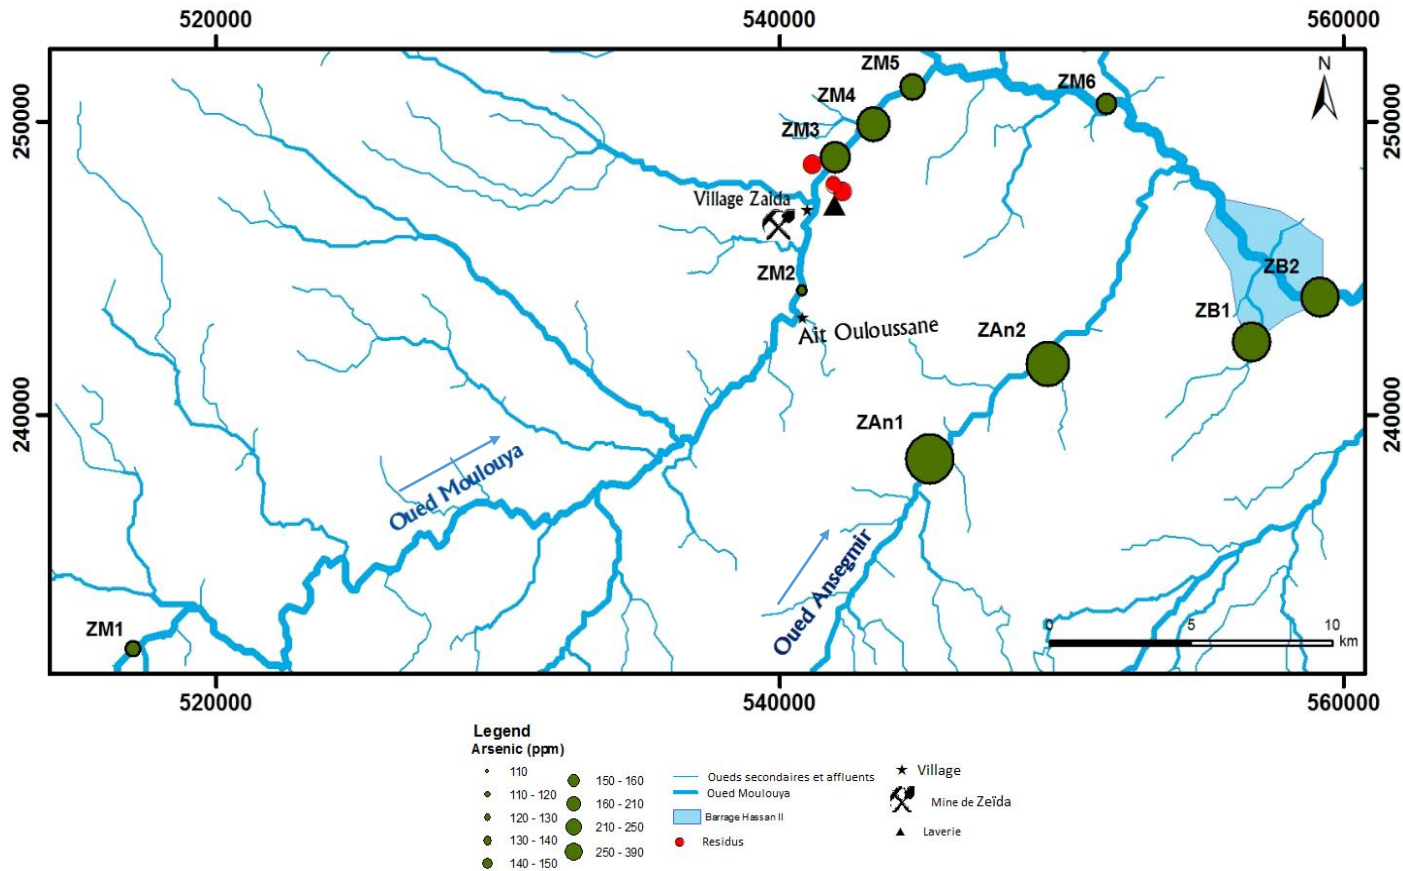 520000
540000
560000
N
ZM5
ZM6
ZM4
250000
250000
ZM3
Village Zaida
ZM2
ZB2
ZB1
Ait Ouloussane
ZAn2
240000
240000
ZAn1
Oued Moulouya
Oued Ansegmir
ZM1
0 5 10
km
520000
540000
560000
Legend
Arsenic (ppm)
110
110 - 120
120 - 130
130 - 140
140 - 150
150 - 160
160 - 210
210 - 250
250 - 390
Oueds secondaires et affluents
Oued Moulouya
Barrage Hassan II
Residus
Village
Mine de Zeïda
Laverie